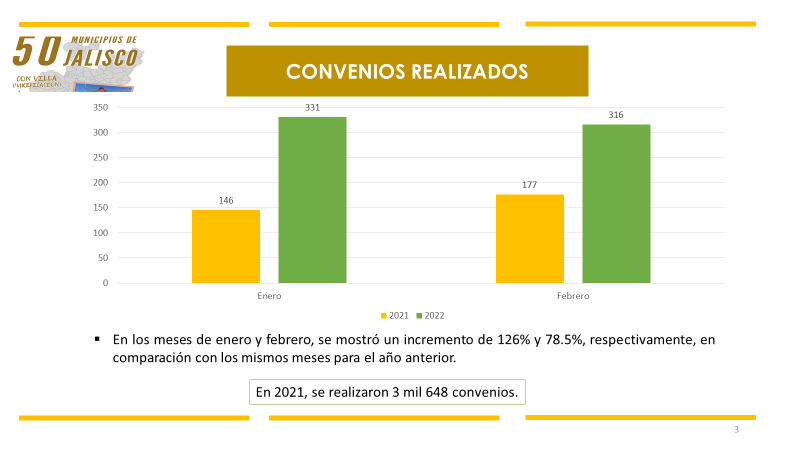 50 MUNICIPIOS DE
JALISCO
CON VILLA
CONVENIOS REALIZADOS
350
300
250
200
150
100
50
0
146
331
177
316
Enero
Febrero
2021 2022
▪ En los meses de enero y febrero, se mostró un incremento de 126% y 78.5%, respectivamente, en
comparación con los mismos meses para el año anterior.
En 2021, se realizaron 3 mil 648 convenios.
3